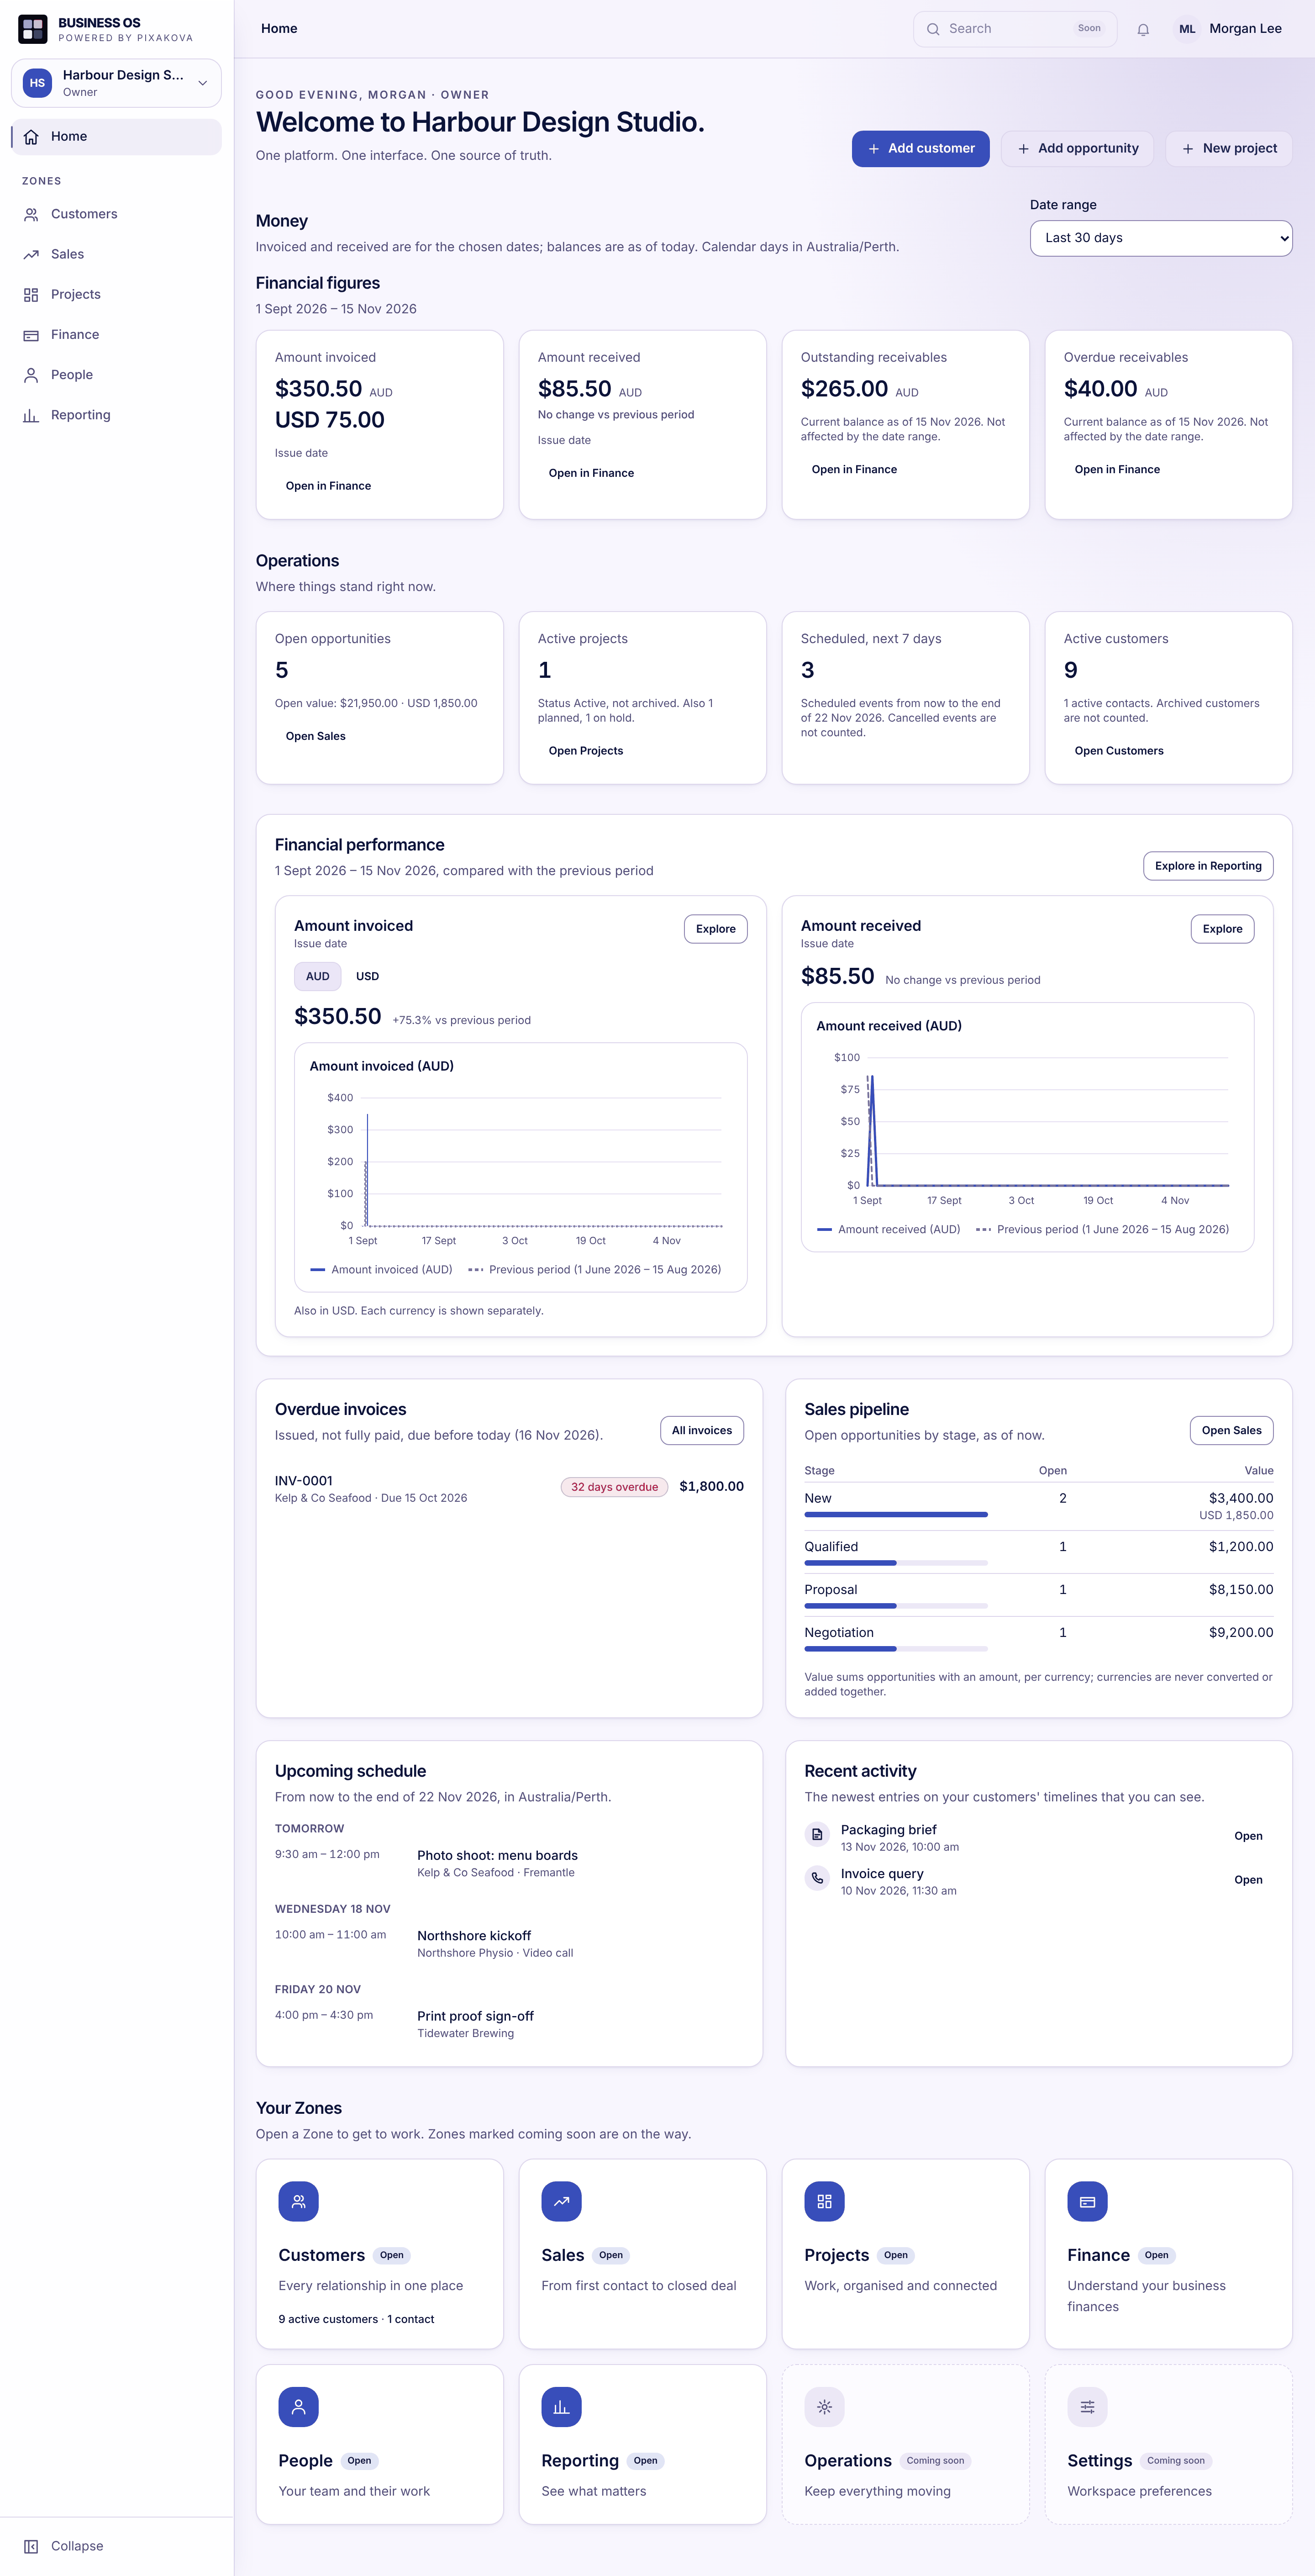 BUSINESS OS
POWERED BY PIXAKOVA
HS
Harbour Design S...
Owner
Home
ZONES
Customers
Sales
Projects
Finance
People
Reporting
Collapse
Home
Search
Soon
ML
Morgan Lee
GOOD EVENING, MORGAN · OWNER
Welcome to Harbour Design Studio.
One platform. One interface. One source of truth.
Add customer
Add opportunity
New project
Money
Invoiced and received are for the chosen dates; balances are as of today. Calendar days in Australia/Perth.
Date range
Last 30 days
Financial figures
1 Sept 2026 – 15 Nov 2026
Amount invoiced
$350.50 AUD
USD 75.00
Issue date
Open in Finance
Amount received
$85.50 AUD
No change vs previous period
Issue date
Open in Finance
Outstanding receivables
$265.00 AUD
Current balance as of 15 Nov 2026. Not
affected by the date range.
Open in Finance
Overdue receivables
$40.00 AUD
Current balance as of 15 Nov 2026. Not
affected by the date range.
Open in Finance
Operations
Where things stand right now.
Open opportunities
5
Open value: $21,950.00 · USD 1,850.00
Open Sales
Active projects
1
Status Active, not archived. Also 1
planned, 1 on hold.
Open Projects
Scheduled, next 7 days
3
Scheduled events from now to the end
of 22 Nov 2026. Cancelled events are
not counted.
Active customers
9
1 active contacts. Archived customers
are not counted.
Open Customers
Financial performance
1 Sept 2026 – 15 Nov 2026, compared with the previous period
Explore in Reporting
Amount invoiced
Issue date
Explore
AUD
USD
$350.50 +75.3% vs previous period
Amount invoiced (AUD)
$400
$300
$200
$100
$0
1 Sept 17 Sept 3 Oct 19 Oct 4 Nov
Amount invoiced (AUD) Previous period (1 June 2026 – 15 Aug 2026)
Also in USD. Each currency is shown separately.
Amount received
Issue date
Explore
$85.50 No change vs previous period
Amount received (AUD)
$100
$75
$50
$25
$0
1 Sept 17 Sept 3 Oct 19 Oct 4 Nov
Amount received (AUD) Previous period (1 June 2026 – 15 Aug 2026)
Overdue invoices
Issued, not fully paid, due before today (16 Nov 2026).
All invoices
INV-0001
Kelp & Co Seafood · Due 15 Oct 2026
32 days overdue
$1,800.00
Sales pipeline
Open opportunities by stage, as of now.
Open Sales
Stage Open Value
New 2 $3,400.00
USD 1,850.00
Qualified 1 $1,200.00
Proposal 1 $8,150.00
Negotiation 1 $9,200.00
Value sums opportunities with an amount, per currency; currencies are never converted or
added together.
Upcoming schedule
From now to the end of 22 Nov 2026, in Australia/Perth.
TOMORROW
9:30 am – 12:00 pm Photo shoot: menu boards
Kelp & Co Seafood · Fremantle
WEDNESDAY 18 NOV
10:00 am – 11:00 am Northshore kickoff
Northshore Physio · Video call
FRIDAY 20 NOV
4:00 pm – 4:30 pm Print proof sign-off
Tidewater Brewing
Recent activity
The newest entries on your customers' timelines that you can see.
Packaging brief
13 Nov 2026, 10:00 am
Open
Invoice query
10 Nov 2026, 11:30 am
Open
Your Zones
Open a Zone to get to work. Zones marked coming soon are on the way.
Customers Open
Every relationship in one place
9 active customers · 1 contact
Sales Open
From first contact to closed deal
Projects Open
Work, organised and connected
Finance Open
Understand your business
finances
People Open
Your team and their work
Reporting Open
See what matters
Operations Coming soon
Keep everything moving
Settings Coming soon
Workspace preferences